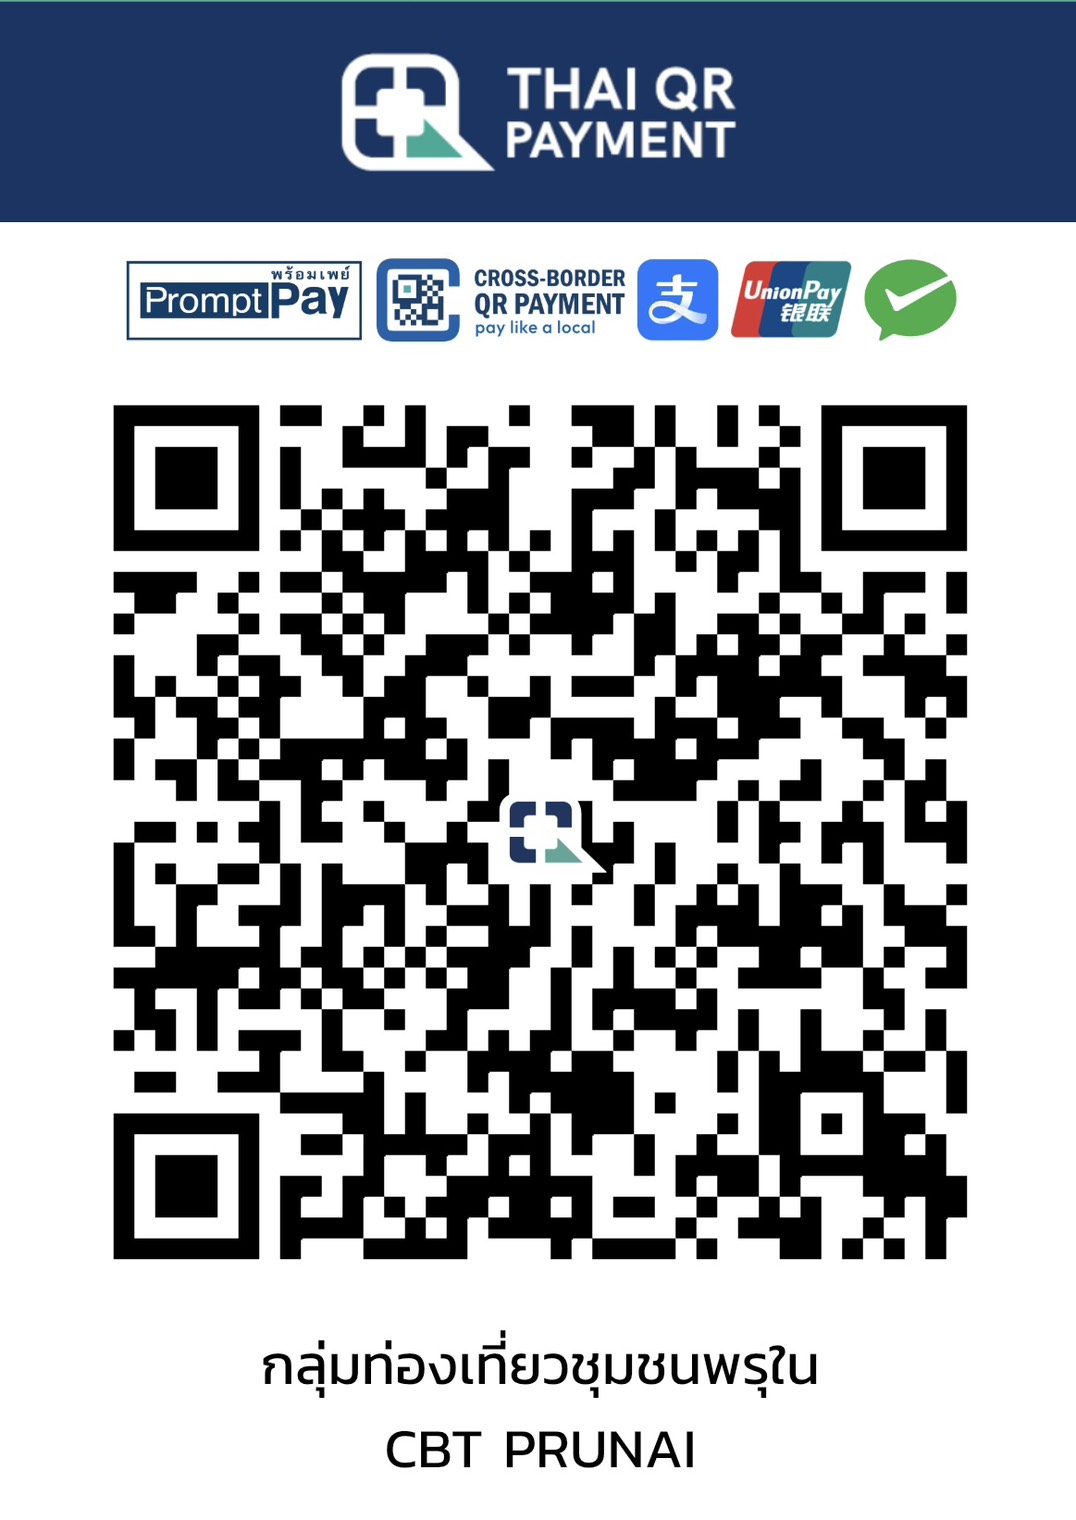 THAI QR
PAYMENT
พร้อมเพย์
PromptPay
CROSS-BORDER
QR PAYMENT
pay like a local
支
UnionPay
银联
กลุ่มท่องเที่ยวชุมชนพรุใน
CBT PRUNAI